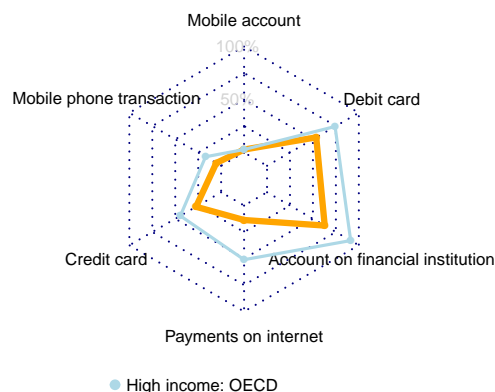 Mobile account
100%
Mobile phone transaction
50%
Debit card
Credit card
Account on financial institution
Payments on internet
High income: OECD